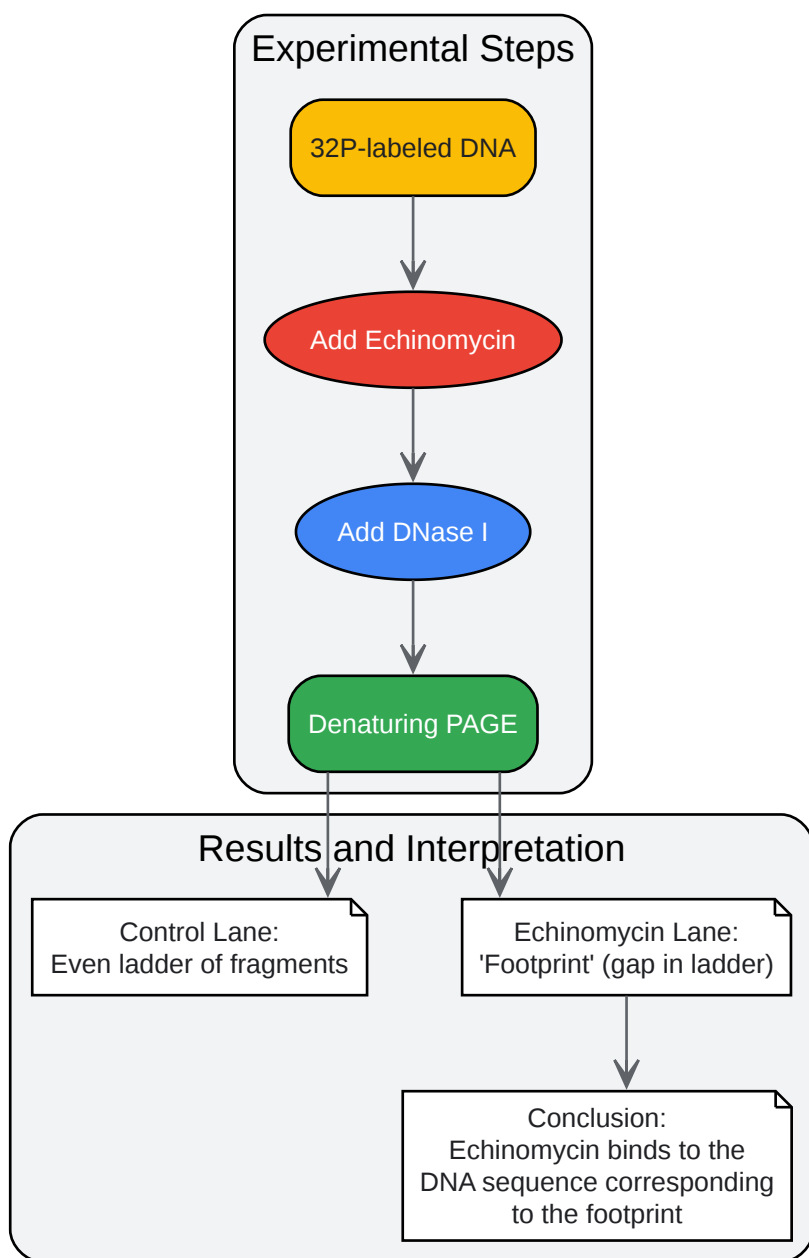 Experimental Steps
32P-labeled DNA
Add Echinomycin
Add DNase I
Denaturing PAGE
Results and Interpretation
Control Lane:
Even ladder of fragments
Echinomycin Lane:
'Footprint' (gap in ladder)
Conclusion:
Echinomycin binds to the
DNA sequence corresponding
to the footprint